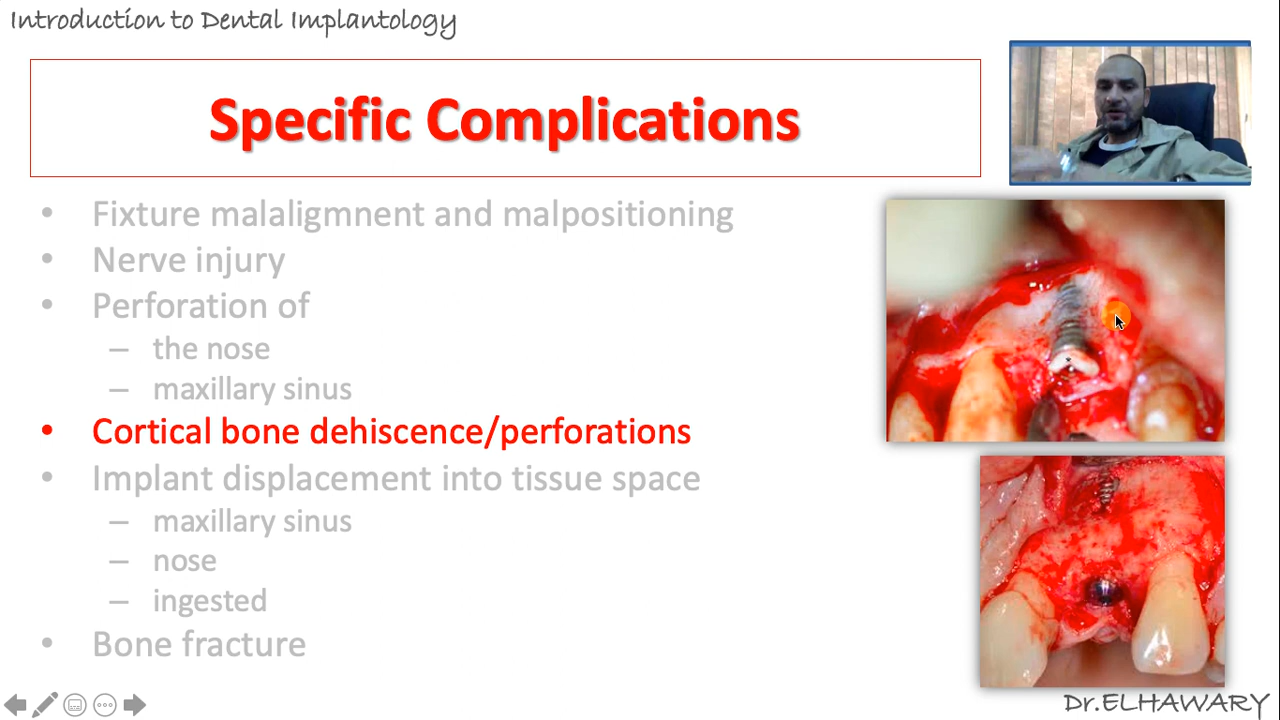 Introduction to Dental Implantology
Specific Complications
• Fixture malaligmnent and malpositioning
• Nerve injury
• Perforation of
– the nose
– maxillary sinus
• Cortical bone dehiscence/perforations
• Implant displacement into tissue space
– maxillary sinus
– nose
– ingested
• Bone fracture
Dr.ELHAWARY